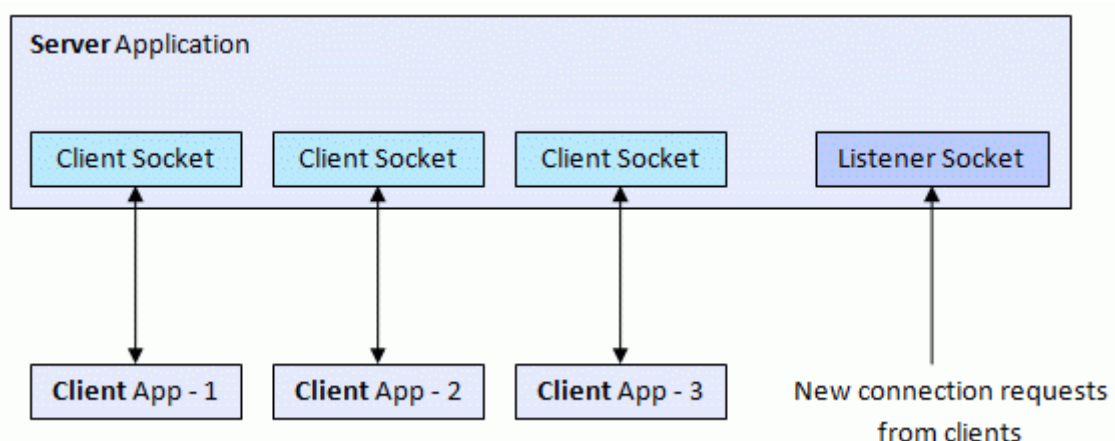 Server Application
Client Socket
Client Socket
Client Socket
Listener Socket
Client App - 1
Client App - 2
Client App - 3
New connection requests
from clients